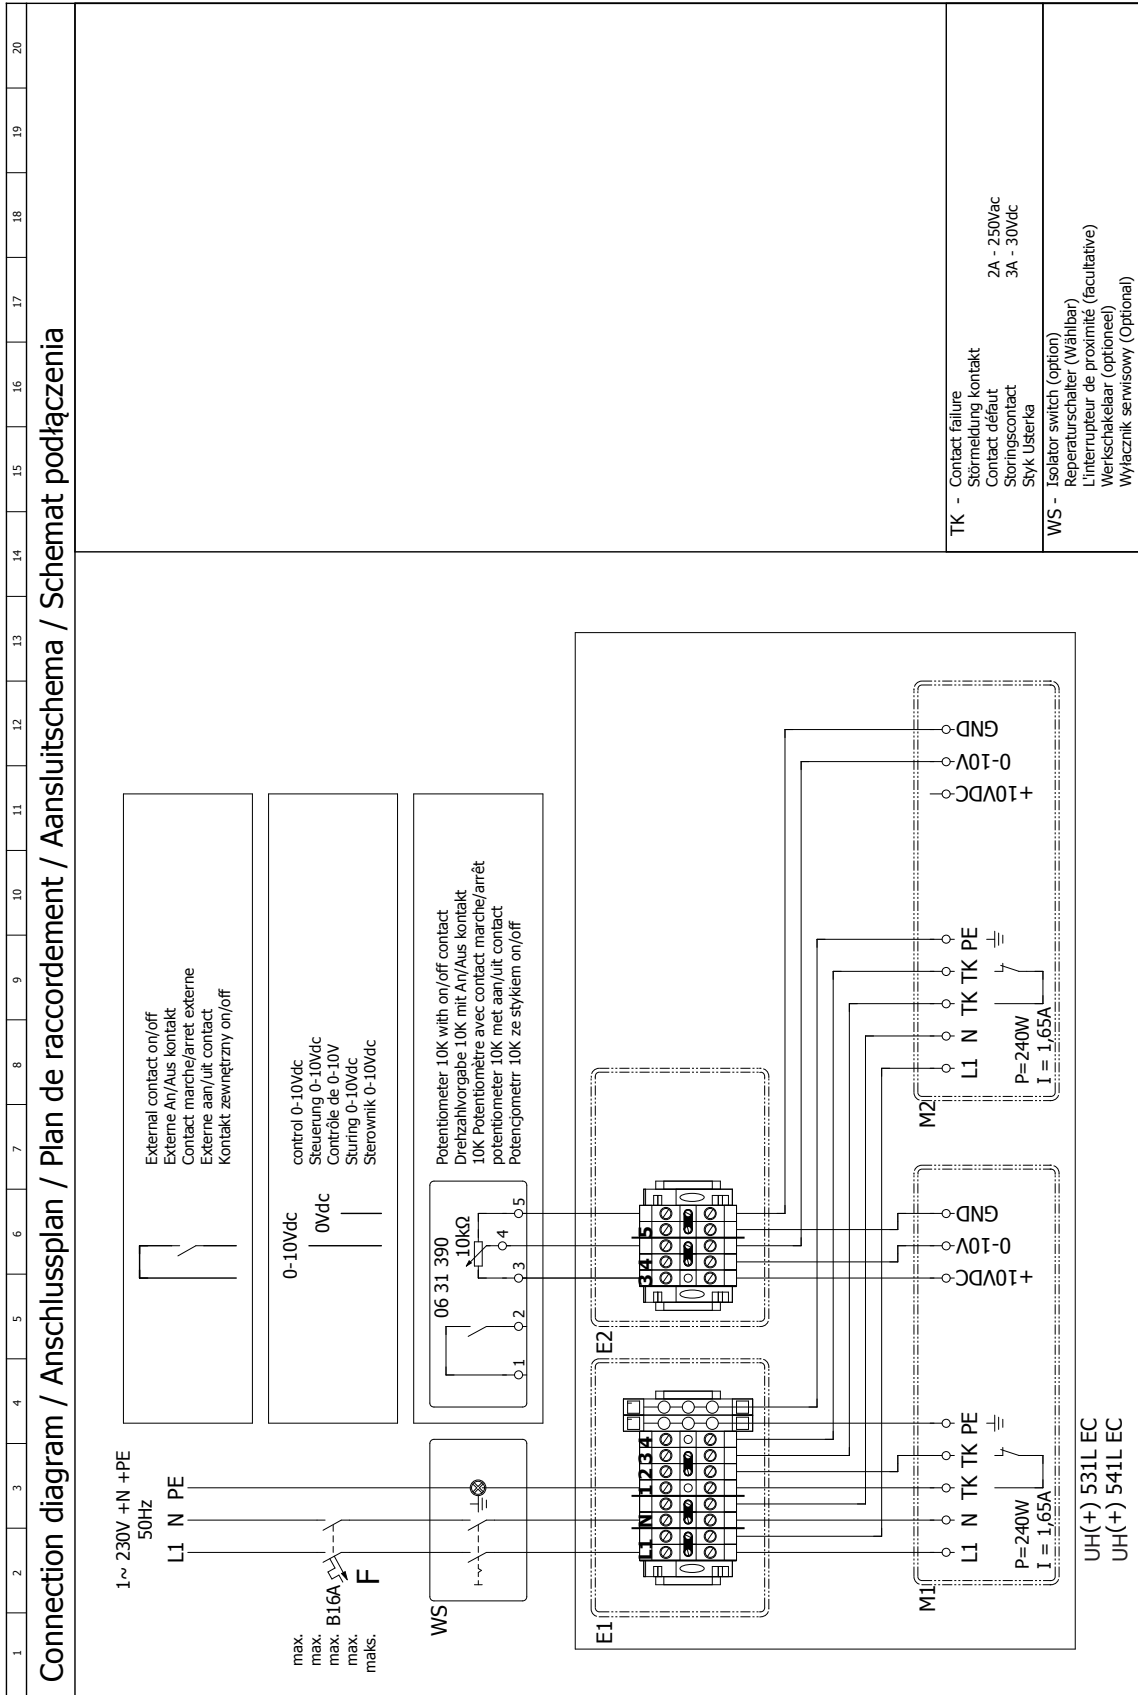 1 2 3 4 5 6 7 8 9 10 11 12 13 14 15 16 17 18 19 20
Connection diagram / Anschlussplan / Plan de raccordement / Aansluitschema / Schemat podłączenia
1~ 230V +N +PE
50Hz
L1 N PE
External contact on/off
Externe An/Aus kontakt
Contact marche/arret externe
Externe aan/uit contact
Kontakt zewnętrzny on/off
0-10Vdc
0Vdc
control 0-10Vdc
Steuerung 0-10Vdc
Contrôle de 0-10V
Sturing 0-10Vdc
Sterownik 0-10Vdc
max.
max.
max. B16A
max.
maks.
F
WS
06 31 390
10kΩ
1 2 3 4 5
Potentiometer 10K with on/off contact
Drehzahlvorgabe 10K mit An/Aus kontakt
10K Potentiomètre avec contact marche/arrêt
potentiometer 10K met aan/uit contact
Potencjometr 10K ze stykiem on/off
E1
L1 N 1 2 3 4
E2
3 4 5
M1
L1 N TK TK PE
+10VDC 0-10V GND
P=240W
I = 1,65A
M2
L1 N TK TK PE
+10VDC 0-10V GND
P=240W
I = 1,65A
UH(+) 531L EC
UH(+) 541L EC
TK - Contact failure
Störmeldung kontakt
Contact défaut 2A - 250Vac
Storingscontact 3A - 30Vdc
Styk Usterka
WS - Isolator switch (option)
Reperaturschalter (Wählbar)
L'interrupteur de proximité (facultative)
Werkschakelaar (optioneel)
Wyłacznik serwisowy (Optional)